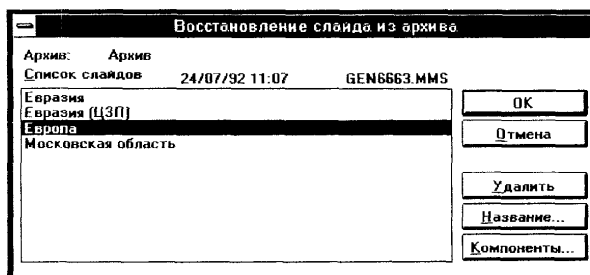 Восстановление слайда из архива
Архив: Архив
Список слайдов 24/07/92 11:07 GEN6663.MMS
Евразия
Евразия (ЦЗП)
Европа
Московская область
OK
Отмена
Удалить
Название...
Компоненты...